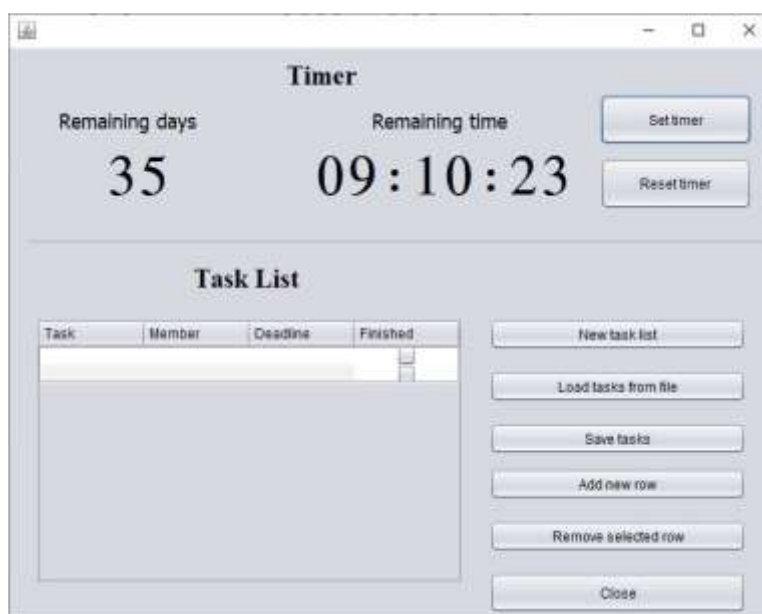 Timer
Remaining days
Remaining time
Set timer
35
09:10:23
Reset timer
Task List
Task Member Deadline Finished
New task list
Load tasks from file
Save tasks
Add new row
Remove selected row
Close